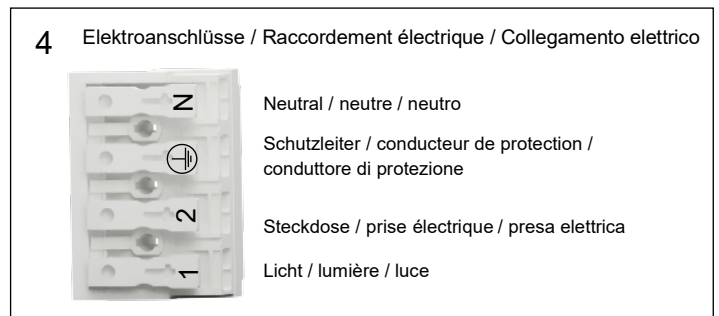 4 Elektroanschlüsse / Raccordement électrique / Collegamento elettrico
N
Neutral / neutre / neutro
Schutzleiter / conducteur de protection /
conduttore di protezione
2
Steckdose / prise électrique / presa elettrica
1
Licht / lumière / luce